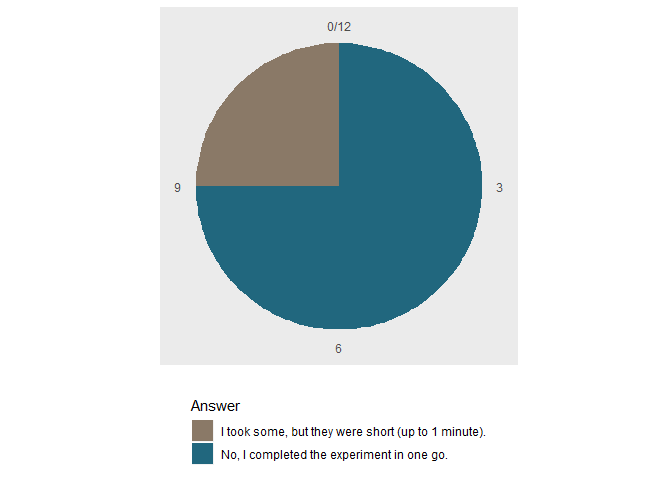 0/12
9
3
6
Answer
I took some, but they were short (up to 1 minute).
No, I completed the experiment in one go.